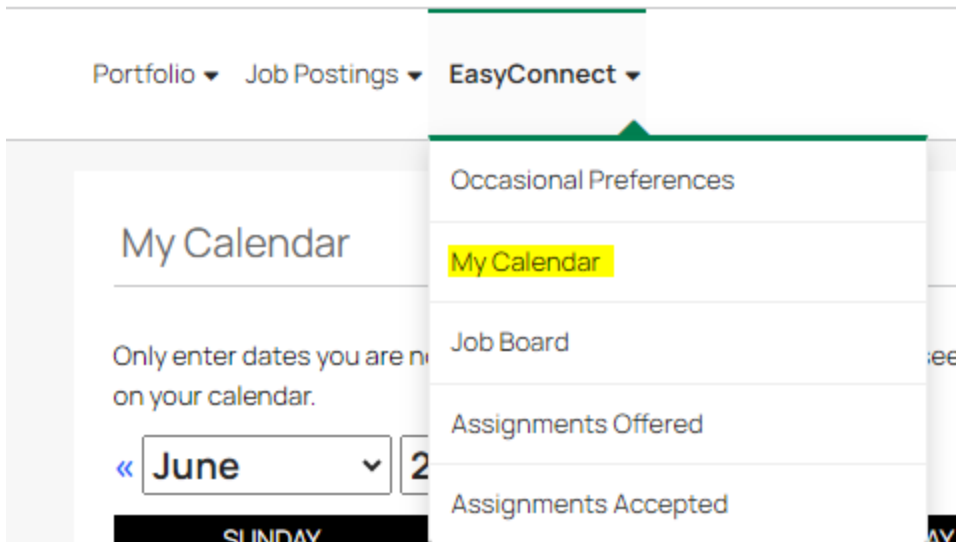 Portfolio Job Postings EasyConnect
Occasional Preferences
My Calendar
My Calendar
Job Board
Only enter dates you are
on your calendar.
Assignments Offered
« June
Assignments Accepted
SUNDAY